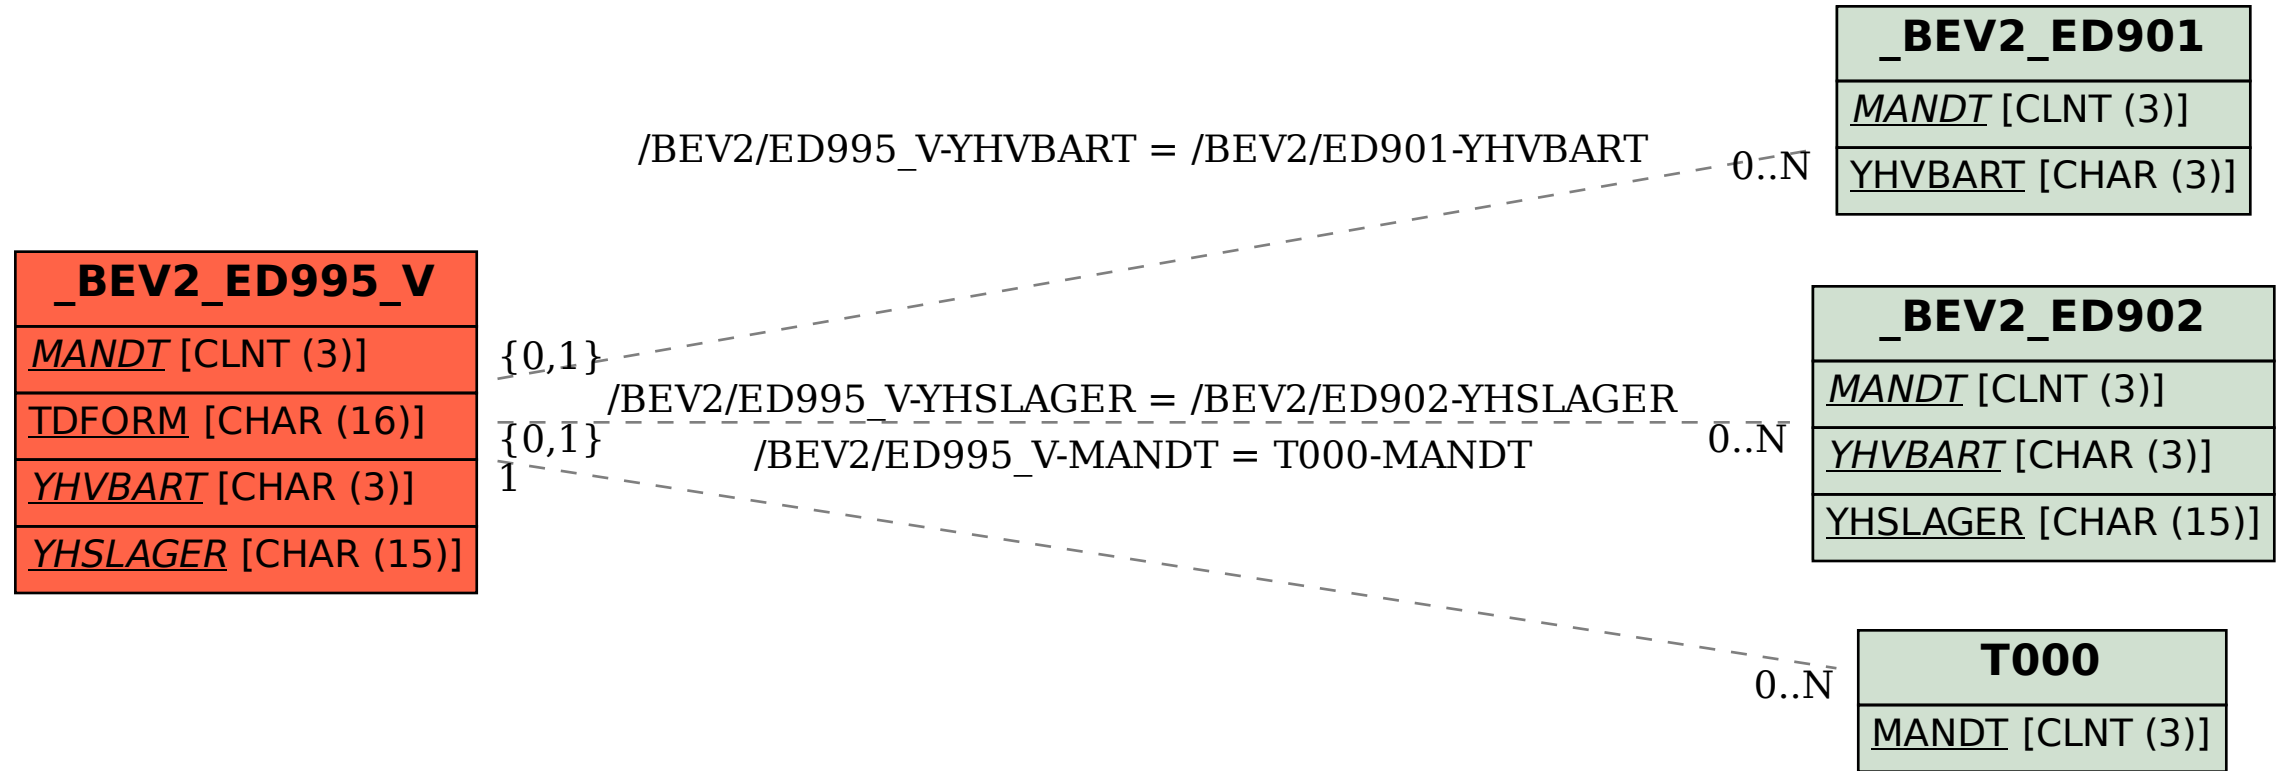 _BEV2_ED901
MANDT [CLNT (3)]
YHVBART [CHAR (3)]
/BEV2/ED995_V-YHVBART = /BEV2/ED901-YHVBART
0..N
_BEV2_ED995_V
MANDT [CLNT (3)]
TDFORM [CHAR (16)]
YHVBART [CHAR (3)]
YHSLAGER [CHAR (15)]
{0,1}
/BEV2/ED995_V-YHSLAGER = /BEV2/ED902-YHSLAGER
{0,1}
0..N
/BEV2/ED995_V-MANDT = T000-MANDT
1
0..N
_BEV2_ED902
MANDT [CLNT (3)]
YHVBART [CHAR (3)]
YHSLAGER [CHAR (15)]
T000
MANDT [CLNT (3)]